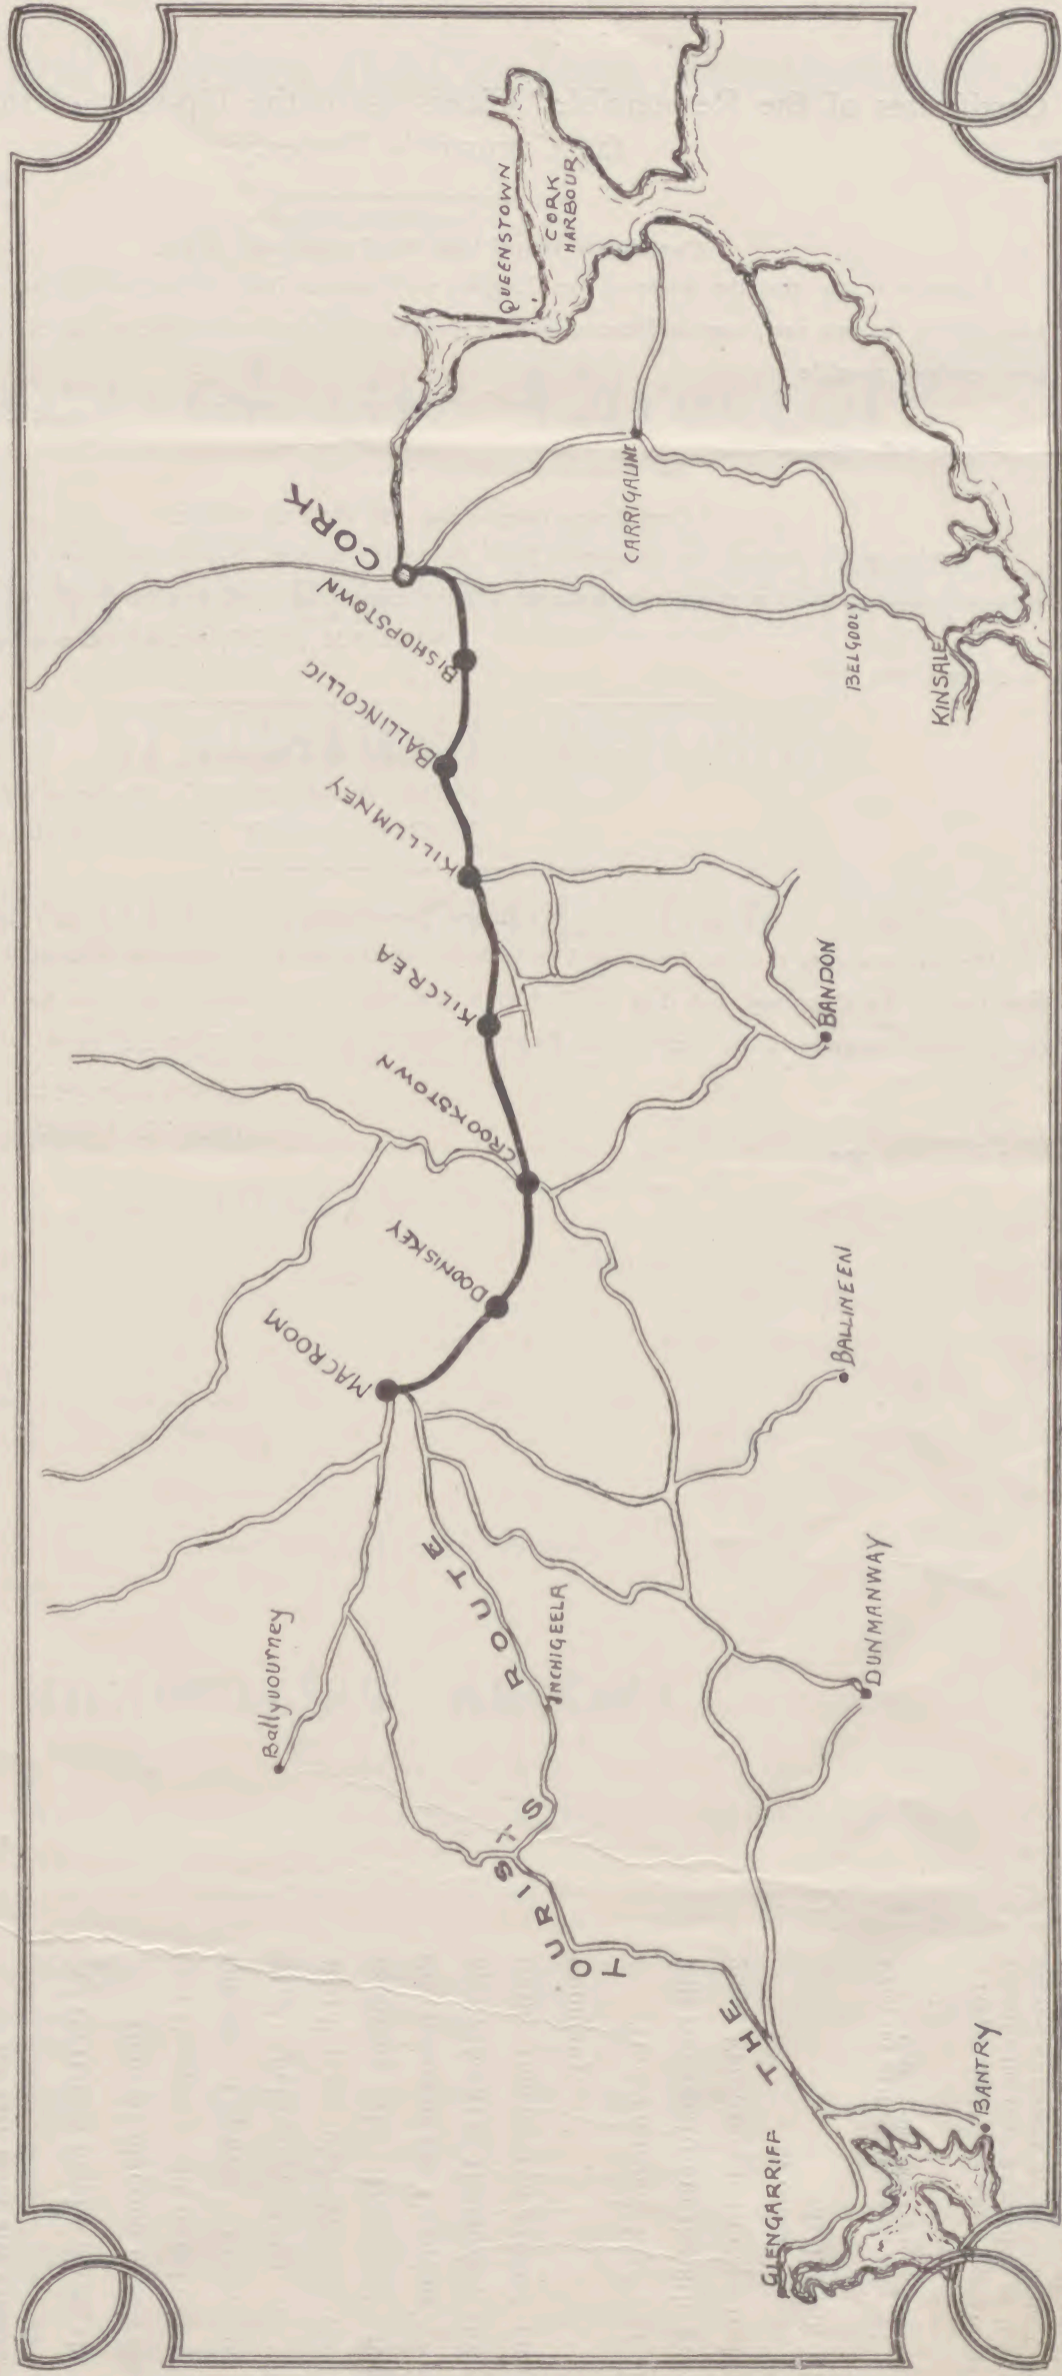 Ballyvourney
MACROOM
DOONISKEY
CROOKSTOWN
KILCREA
KILLUMNEY
BALLINCOLLIG
BISHOPSTOWN
CORK
QUEENSTOWN
CORK
HARBOUR
THE TOURISTS ROUTE
INCHIGEELA
CARRIGALINE
GLENGARRIFF
DUNMANWAY
BALLINEEN
BANDON
BELGOOLY
BANTRY
KINSALE